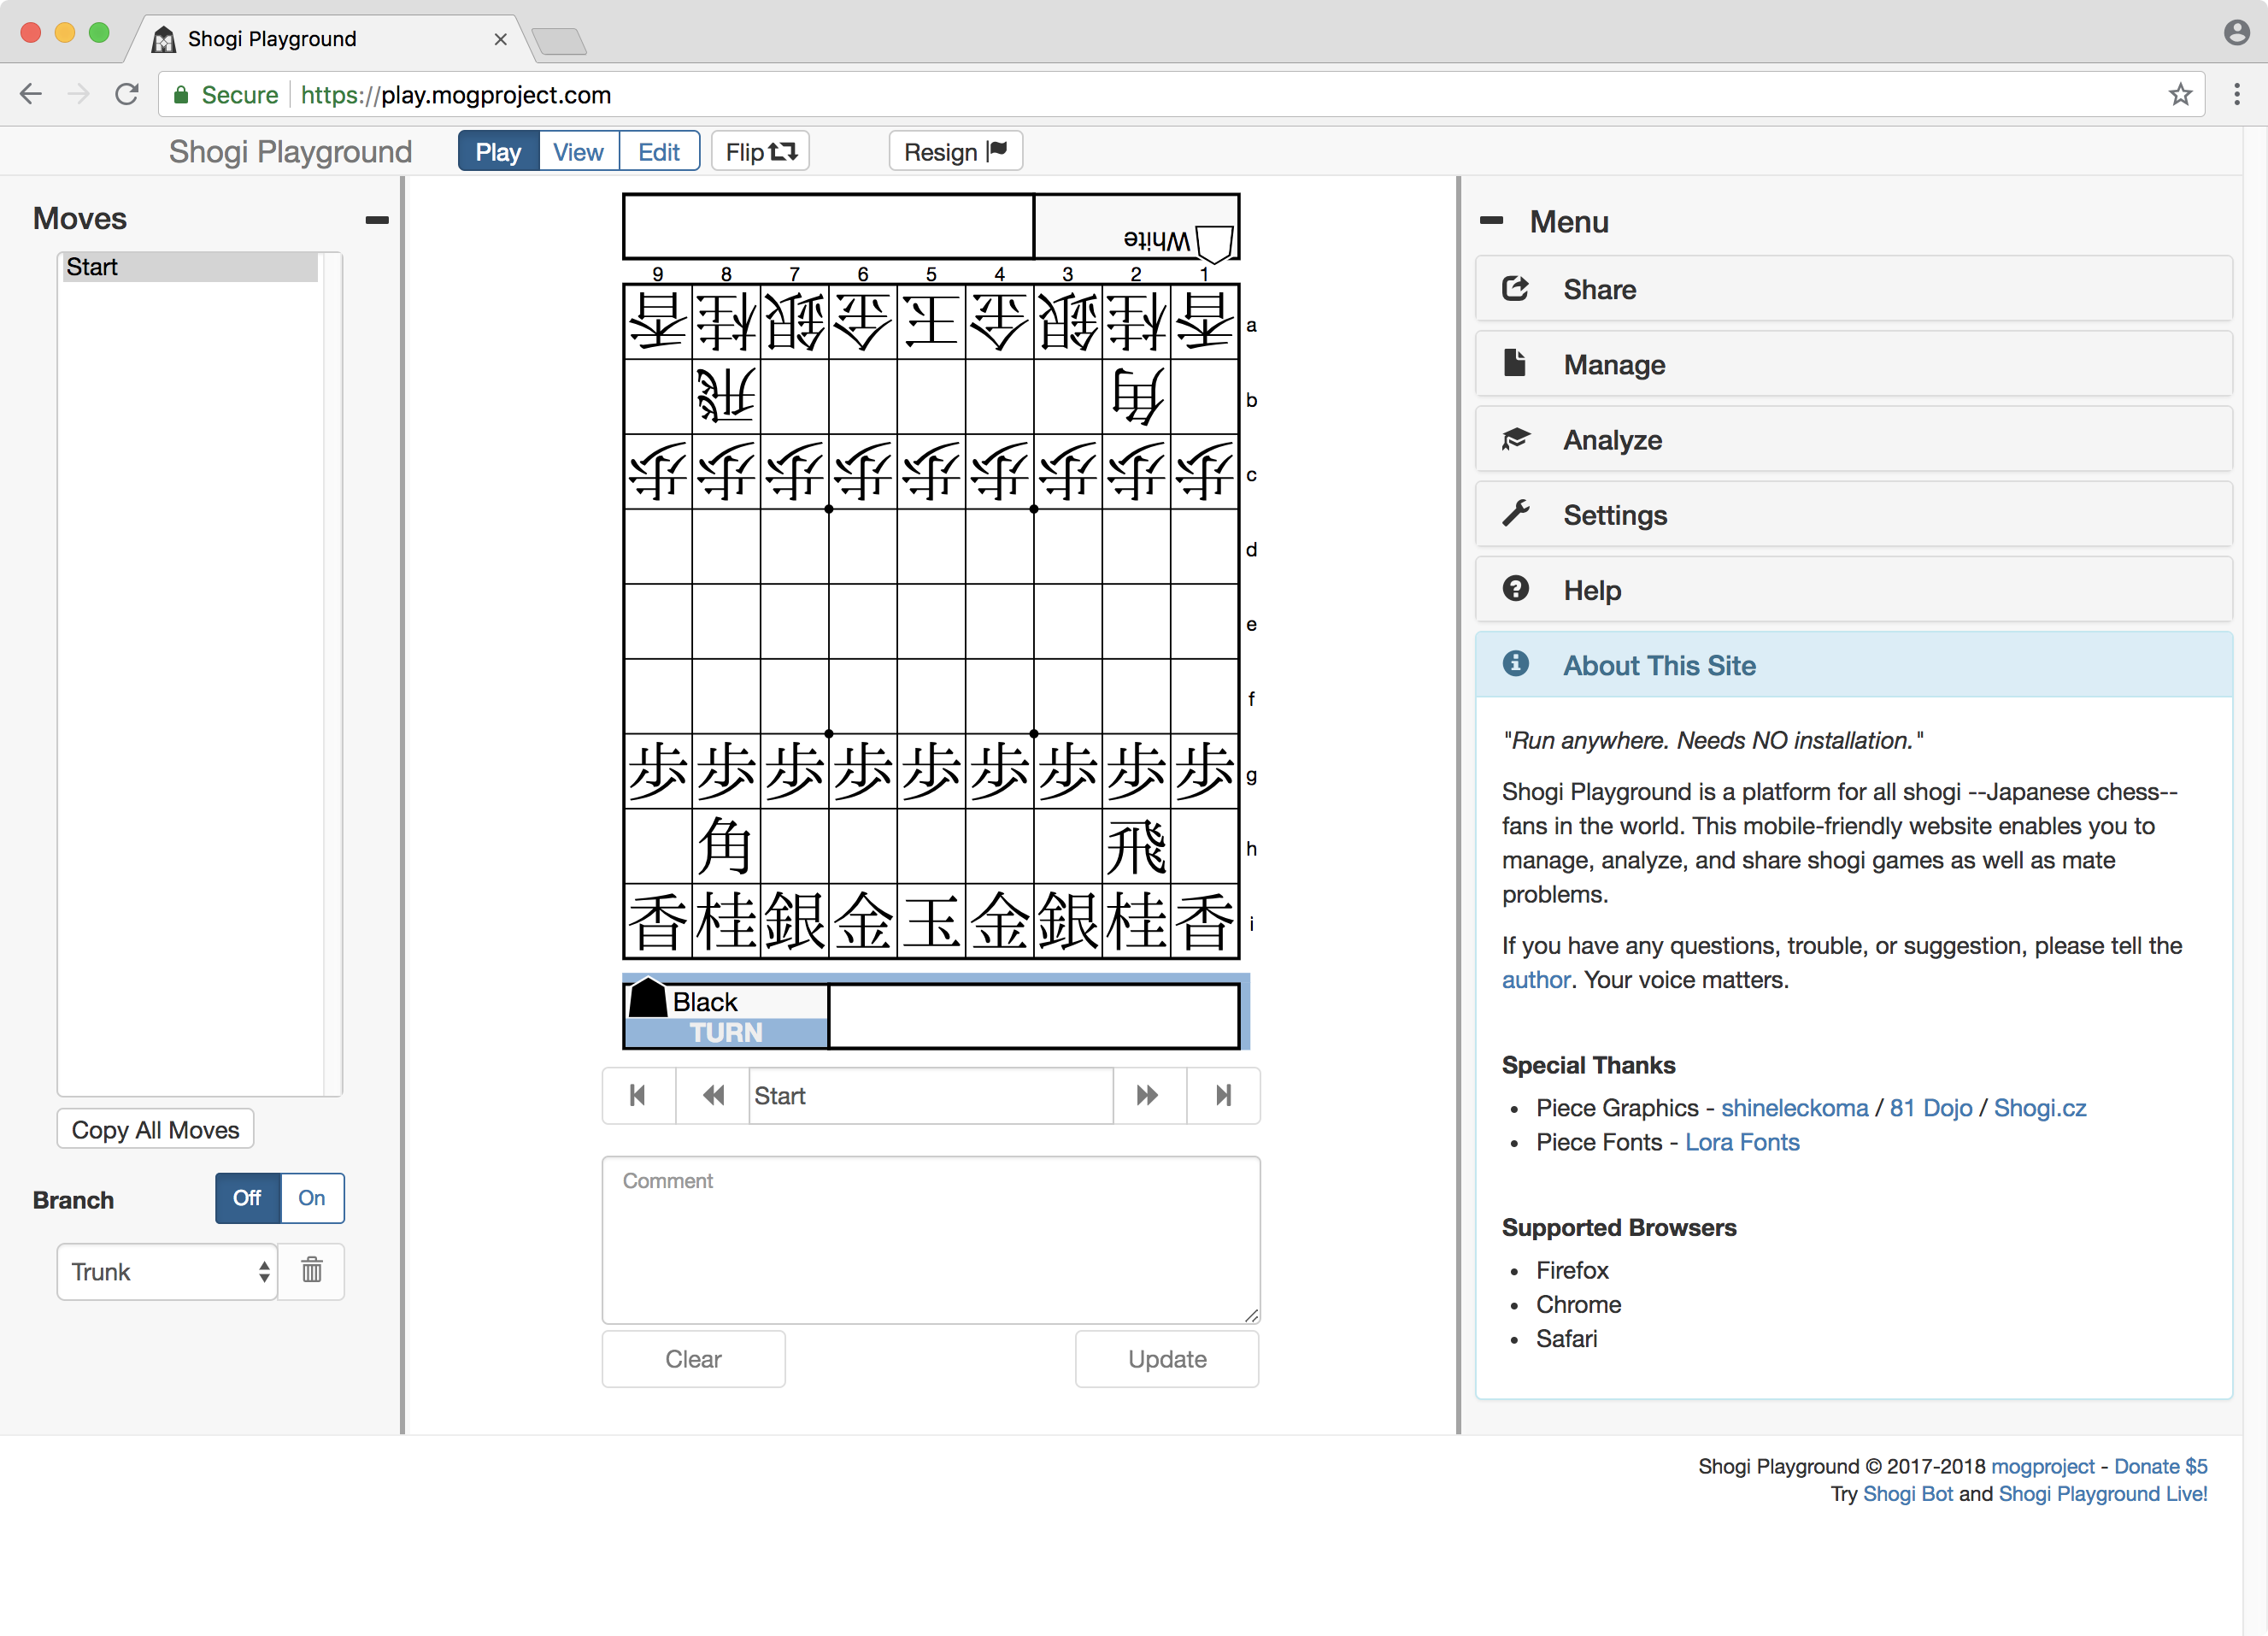 Shogi Playground
Secure https://play.mogproject.com
Shogi Playground Play View Edit Flip Resign
Moves
Start
Copy All Moves
Branch Off On
Trunk
White
9 8 7 6 5 4 3 2 1
香 桂 銀 金 玉 金 銀 桂 香 a
飛 角 b
歩 歩 歩 歩 歩 歩 歩 歩 歩 c
d
e
f
歩 歩 歩 歩 歩 歩 歩 歩 歩 g
角 飛 h
香 桂 銀 金 玉 金 銀 桂 香 i
Black
TURN
Start
Comment
Clear Update
Menu
Share
Manage
Analyze
Settings
Help
About This Site
"Run anywhere. Needs NO installation."
Shogi Playground is a platform for all shogi --Japanese chess--
fans in the world. This mobile-friendly website enables you to
manage, analyze, and share shogi games as well as mate
problems.
If you have any questions, trouble, or suggestion, please tell the
author. Your voice matters.
Special Thanks
• Piece Graphics - shineleckoma / 81 Dojo / Shogi.cz
• Piece Fonts - Lora Fonts
Supported Browsers
• Firefox
• Chrome
• Safari
Shogi Playground © 2017-2018 mogproject - Donate $5
Try Shogi Bot and Shogi Playground Live!